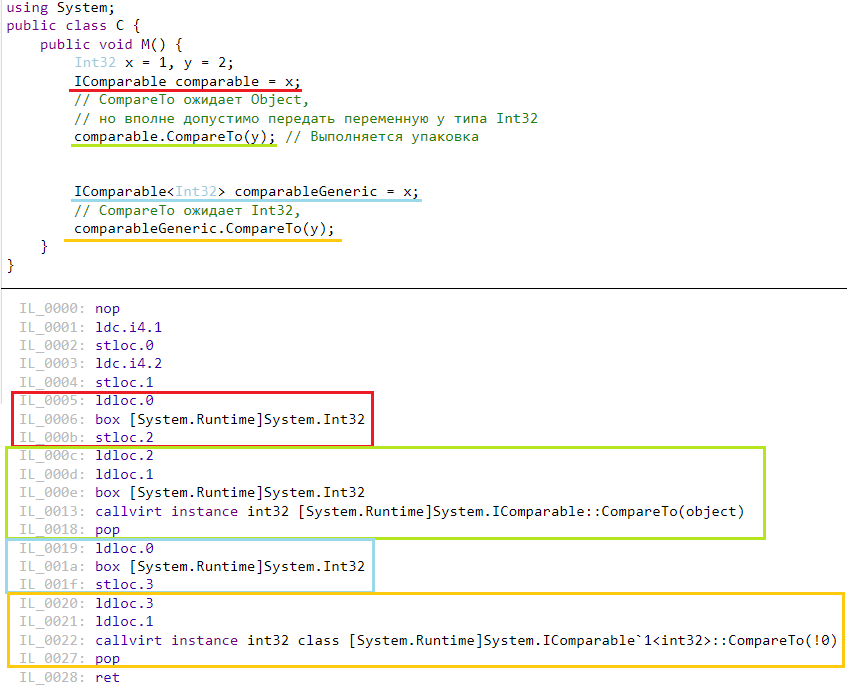 using System;
public class C {
    public void M() {
        Int32 x = 1, y = 2;
        IComparable comparable = x;
        // CompareTo ожидает Object,
        // но вполне допустимо передать переменную y типа Int32
        comparable.CompareTo(y); // Выполняется упаковка
        IComparable<Int32> comparableGeneric = x;
        // CompareTo ожидает Int32,
        comparableGeneric.CompareTo(y);
    }
}
IL_0000: nop
IL_0001: ldc.i4.1
IL_0002: stloc.0
IL_0003: ldc.i4.2
IL_0004: stloc.1
IL_0005: ldloc.0
IL_0006: box [System.Runtime]System.Int32
IL_000b: stloc.2
IL_000c: ldloc.2
IL_000d: ldloc.1
IL_000e: box [System.Runtime]System.Int32
IL_0013: callvirt instance int32 [System.Runtime]System.IComparable::CompareTo(object)
IL_0018: pop
IL_0019: ldloc.0
IL_001a: box [System.Runtime]System.Int32
IL_001f: stloc.3
IL_0020: ldloc.3
IL_0021: ldloc.1
IL_0022: callvirt instance int32 class [System.Runtime]System.IComparable`1<int32>::CompareTo(!0)
IL_0027: pop
IL_0028: ret